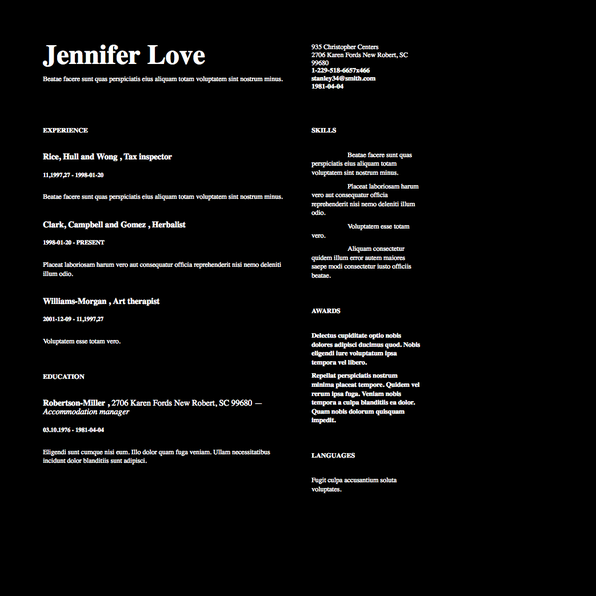 Jennifer Love
Beatae facere sunt quas perspiciatis eius aliquam totam voluptatem sint nostrum minus.
935 Christopher Centers
2706 Karen Fords New Robert, SC
99680
1-229-518-6657x466
stanley34@smith.com
1981-04-04
EXPERIENCE
Rice, Hull and Wong , Tax inspector
11,1997,27 - 1998-01-20
Beatae facere sunt quas perspiciatis eius aliquam totam voluptatem sint nostrum minus.
Clark, Campbell and Gomez , Herbalist
1998-01-20 - PRESENT
Placeat laboriosam harum vero aut consequatur officia reprehenderit nisi nemo deleniti
illum odio.
Williams-Morgan , Art therapist
2001-12-09 - 11,1997,27
Voluptatem esse totam vero.
EDUCATION
Robertson-Miller , 2706 Karen Fords New Robert, SC 99680 —
Accommodation manager
03.10.1976 - 1981-04-04
Eligendi sunt cumque nisi eum. Illo dolor quam fuga veniam. Ullam necessitatibus
incidunt dolor blanditiis sunt adipisci.
SKILLS
Beatae facere sunt quas
perspiciatis eius aliquam totam
voluptatem sint nostrum minus.
Placeat laboriosam harum
vero aut consequatur officia
reprehenderit nisi nemo deleniti illum
odio.
Voluptatem esse totam
vero.
Aliquam consectetur
quidem illum error autem maiores
saepe modi consectetur iusto officiis
beatae.
AWARDS
Delectus cupiditate optio nobis
dolores adipisci ducimus quod. Nobis
eligendi iure voluptatum ipsa
tempora vel libero.
Repellat perspiciatis nostrum
minima placeat tempore. Quidem vel
rerum ipsa fuga. Veniam nobis
tempora a culpa blanditiis ea dolor.
Quam nobis dolorum quisquam
impedit.
LANGUAGES
Fugit culpa accusantium soluta
voluptates.